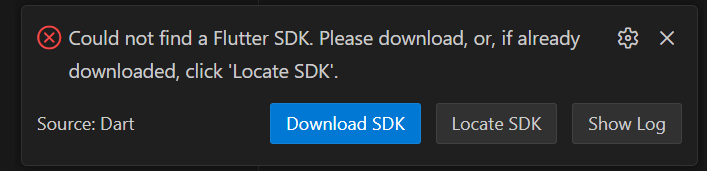 Could not find a Flutter SDK. Please download, or, if already
downloaded, click 'Locate SDK'.
Source: Dart
Download SDK
Locate SDK
Show Log